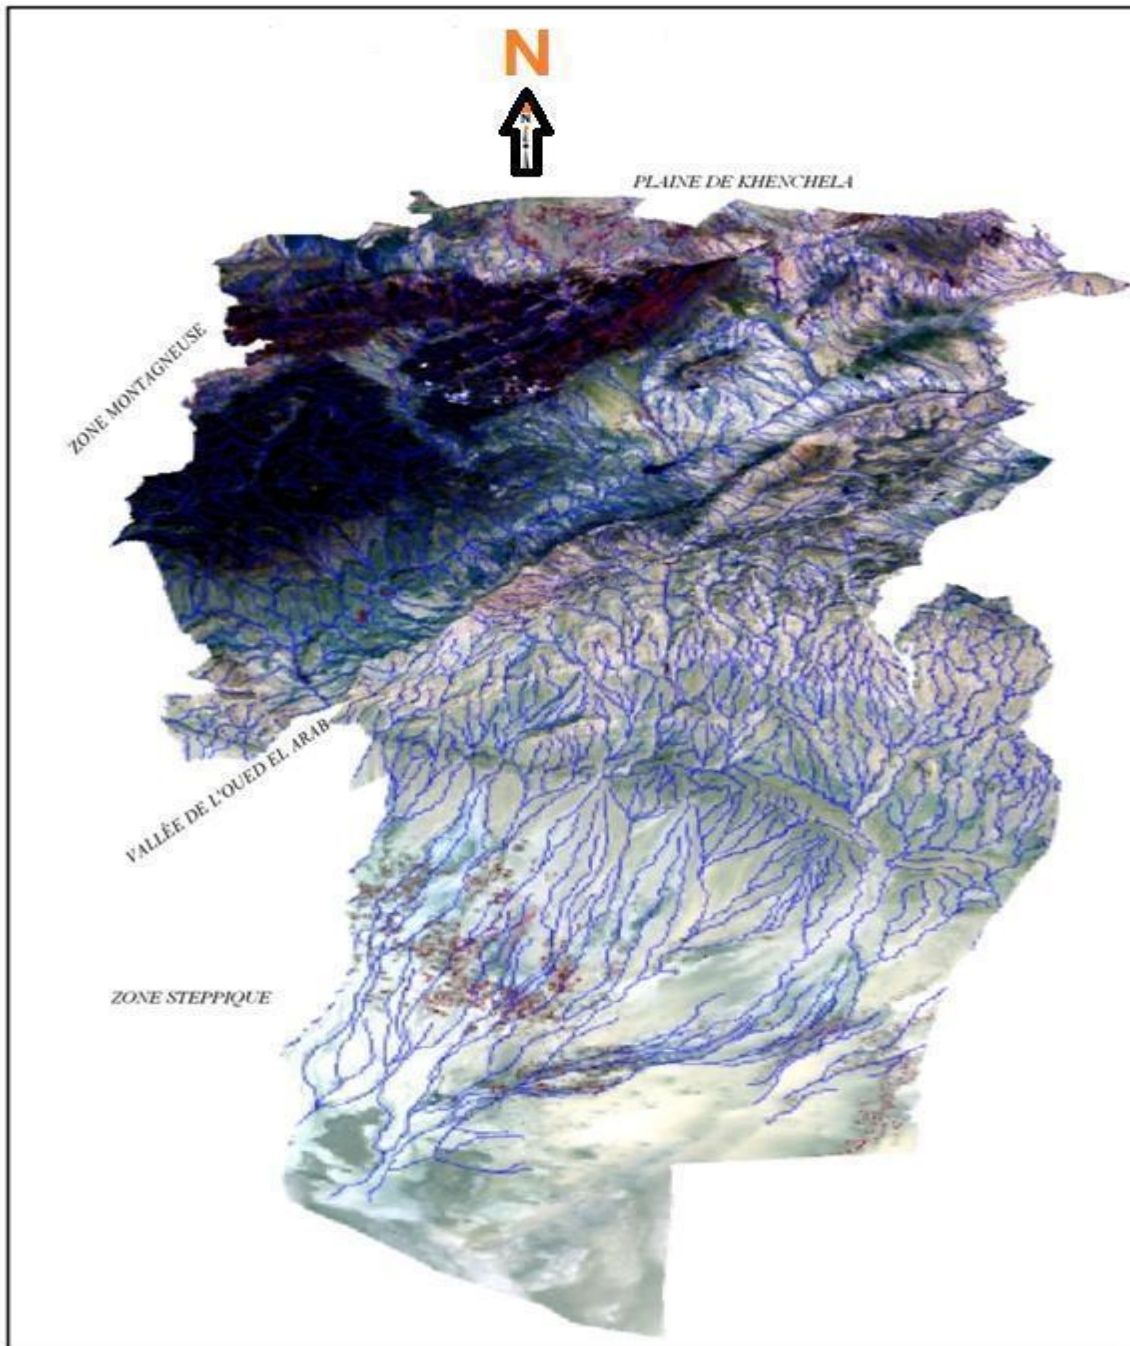 N
N
PLAINE DE KHENCHELA
ZONE MONTAGNEUSE
VALLÉE DE L'OUED EL ARAB
ZONE STEPPIQUE